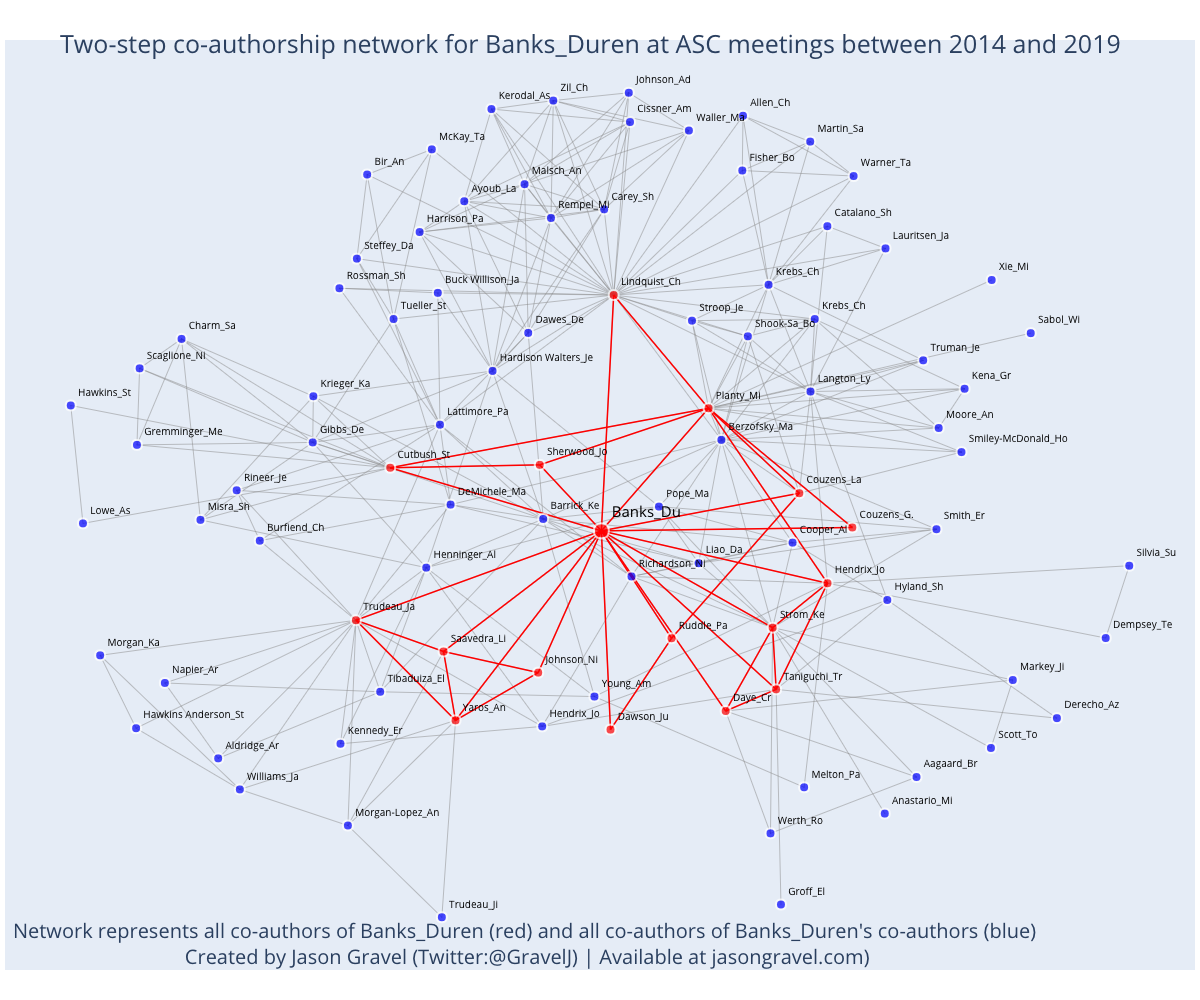 Two-step co-authorship network for Banks_Duren at ASC meetings between 2014 and 2019
Johnson_Ad
Zil_Ch
Kerodal_As
Allen_Ch
Cissner_Am
Waller_Ma
Martin_Sa
McKay_Ta
Bir_An
Malsch_An
Fisher_Bo
Warner_Ta
Ayoub_La
Carey_Sh
Rempel_Mi
Harrison_Pa
Catalano_Sh
Lauritsen_Ja
Steffey_Da
Rossman_Sh
Buck Willison_Ja
Lindquist_Ch
Krebs_Ch
Xie_Mi
Tueller_St
Stroop_Je
Krebs_Ch
Dawes_De
Shook-Sa_Bo
Sabol_Wi
Charm_Sa
Scaglione_Ni
Hardison Walters_Je
Truman_Je
Krieger_Ka
Langton_Ly
Kena_Gr
Hawkins_St
Planty_Mi
Lattimore_Pa
Moore_An
Gremminger_Me
Gibbs_De
Berzofsky_Ma
Smiley-McDonald_Ho
Cutbush_St
Sherwood_Jo
Rineer_Je
DeMichele_Ma
Couzens_La
Pope_Ma
Lowe_As
Misra_Sh
Barrick_Ke
Banks_Du
Couzens_G.
Smith_Er
Burfiend_Ch
Cooper_Al
Henninger_Al
Liao_Da
Richardson_Ni
Silvia_Su
Hendrix_Jo
Hyland_Sh
Trudeau_Ja
Strom_Ke
Ruddle_Pa
Dempsey_Te
Morgan_Ka
Saavedra_Li
Napier_Ar
Johnson_Ni
Markey_Ji
Tibaduiza_El
Young_Am
Taniguchi_Tr
Hawkins Anderson_St
Yaros_An
Dave_Cr
Derecho_Az
Hendrix_Jo
Dawson_Ju
Kennedy_Er
Scott_To
Aldridge_Ar
Aagaard_Br
Williams_Ja
Melton_Pa
Anastario_Mi
Morgan-Lopez_An
Werth_Ro
Groff_El
Trudeau_Ji
Network represents all co-authors of Banks_Duren (red) and all co-authors of Banks_Duren's co-authors (blue)
Created by Jason Gravel (Twitter:@GravelJ) | Available at jasongravel.com)